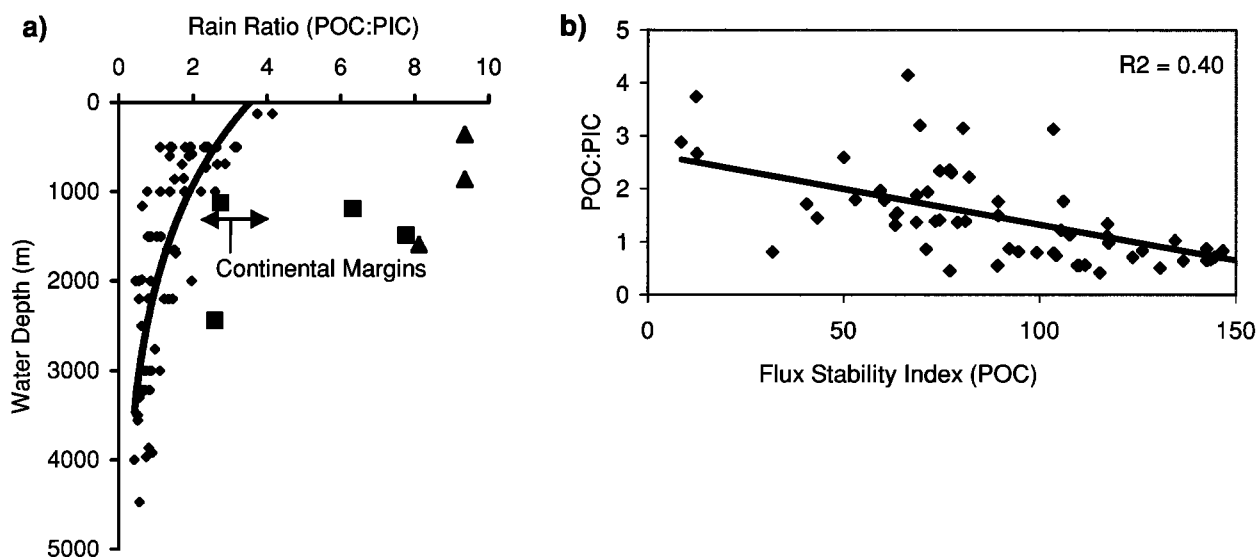 a)
Rain Ratio (POC:PIC)
0 2 4 6 8 10
0
1000
2000
3000
4000
5000
Water Depth (m)
Continental Margins
b)
5
4
3
2
1
0
POC:PIC
R2 = 0.40
0 50 100 150
Flux Stability Index (POC)